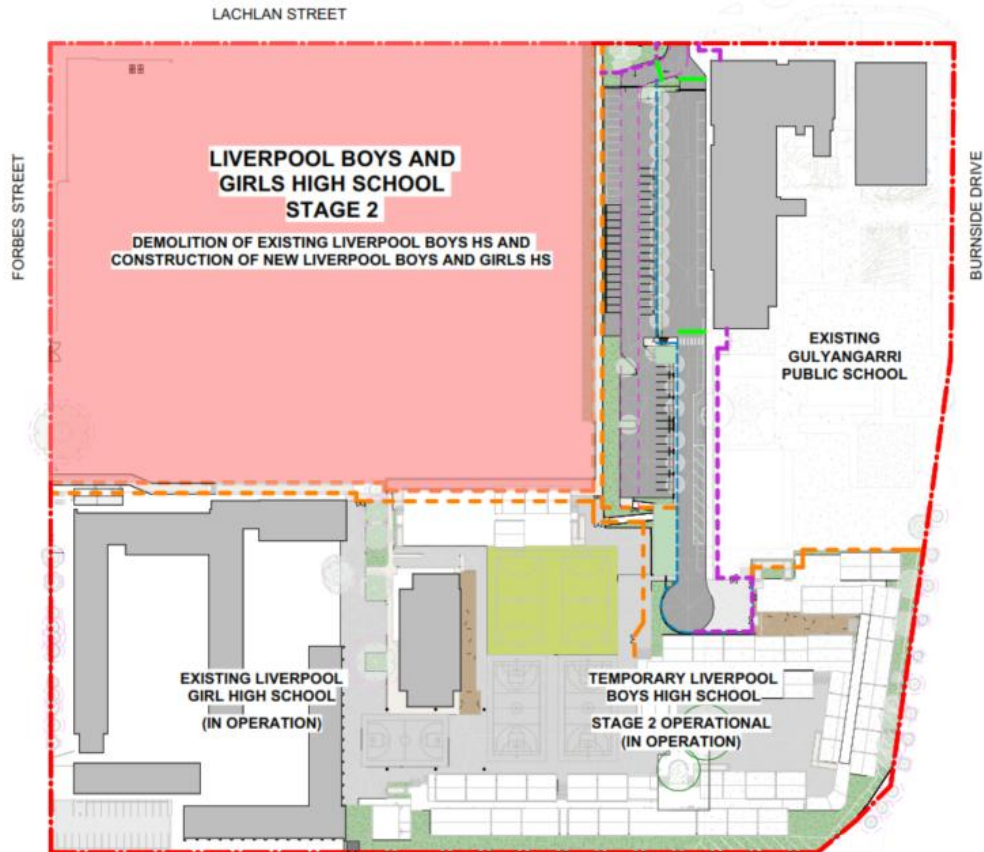 LACHLAN STREET
FORBES STREET
LIVERPOOL BOYS AND
GIRLS HIGH SCHOOL
STAGE 2
DEMOLITION OF EXISTING LIVERPOOL BOYS HS AND
CONSTRUCTION OF NEW LIVERPOOL BOYS AND GIRLS HS
BURNSIDE DRIVE
EXISTING
GULYANGARRI
PUBLIC SCHOOL
EXISTING LIVERPOOL
GIRL HIGH SCHOOL
(IN OPERATION)
TEMPORARY LIVERPOOL
BOYS HIGH SCHOOL
STAGE 2 OPERATIONAL
(IN OPERATION)